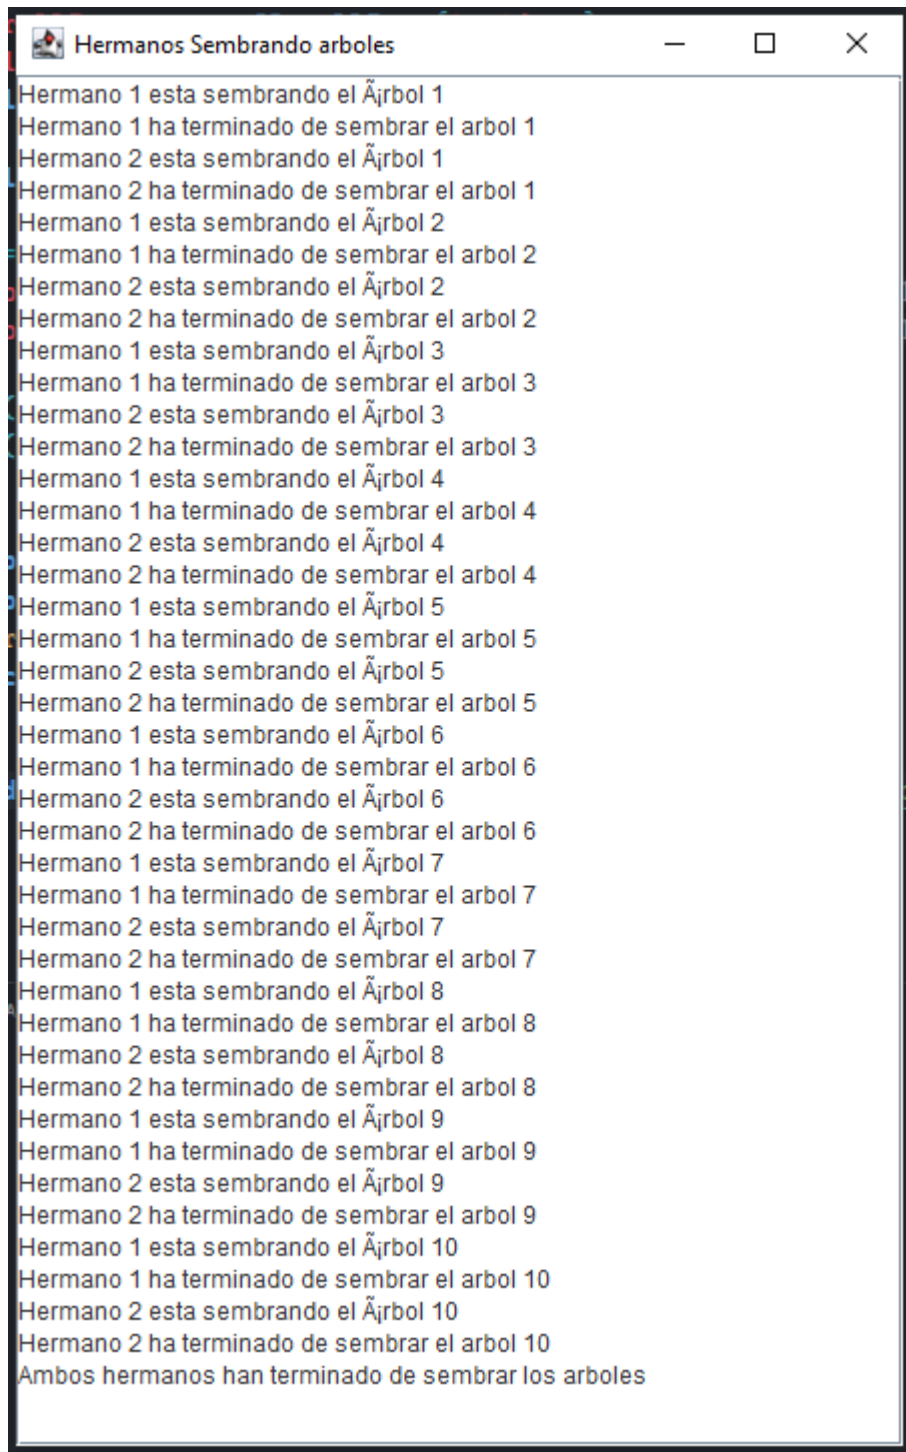 Hermanos Sembrando arboles
Hermano 1 esta sembrando el Ã¡rbol 1
Hermano 1 ha terminado de sembrar el arbol 1
Hermano 2 esta sembrando el Ã¡rbol 1
Hermano 2 ha terminado de sembrar el arbol 1
Hermano 1 esta sembrando el Ã¡rbol 2
Hermano 1 ha terminado de sembrar el arbol 2
Hermano 2 esta sembrando el Ã¡rbol 2
Hermano 2 ha terminado de sembrar el arbol 2
Hermano 1 esta sembrando el Ã¡rbol 3
Hermano 1 ha terminado de sembrar el arbol 3
Hermano 2 esta sembrando el Ã¡rbol 3
Hermano 2 ha terminado de sembrar el arbol 3
Hermano 1 esta sembrando el Ã¡rbol 4
Hermano 1 ha terminado de sembrar el arbol 4
Hermano 2 esta sembrando el Ã¡rbol 4
Hermano 2 ha terminado de sembrar el arbol 4
Hermano 1 esta sembrando el Ã¡rbol 5
Hermano 1 ha terminado de sembrar el arbol 5
Hermano 2 esta sembrando el Ã¡rbol 5
Hermano 2 ha terminado de sembrar el arbol 5
Hermano 1 esta sembrando el Ã¡rbol 6
Hermano 1 ha terminado de sembrar el arbol 6
Hermano 2 esta sembrando el Ã¡rbol 6
Hermano 2 ha terminado de sembrar el arbol 6
Hermano 1 esta sembrando el Ã¡rbol 7
Hermano 1 ha terminado de sembrar el arbol 7
Hermano 2 esta sembrando el Ã¡rbol 7
Hermano 2 ha terminado de sembrar el arbol 7
Hermano 1 esta sembrando el Ã¡rbol 8
Hermano 1 ha terminado de sembrar el arbol 8
Hermano 2 esta sembrando el Ã¡rbol 8
Hermano 2 ha terminado de sembrar el arbol 8
Hermano 1 esta sembrando el Ã¡rbol 9
Hermano 1 ha terminado de sembrar el arbol 9
Hermano 2 esta sembrando el Ã¡rbol 9
Hermano 2 ha terminado de sembrar el arbol 9
Hermano 1 esta sembrando el Ã¡rbol 10
Hermano 1 ha terminado de sembrar el arbol 10
Hermano 2 esta sembrando el Ã¡rbol 10
Hermano 2 ha terminado de sembrar el arbol 10
Ambos hermanos han terminado de sembrar los arboles